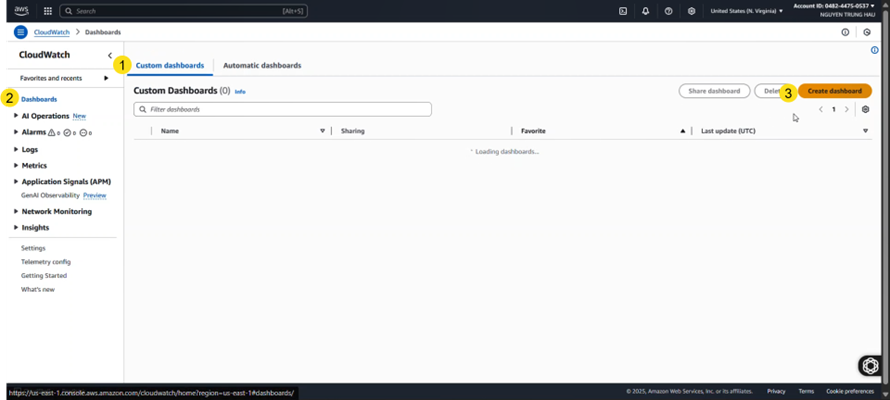 aws
Search [Alt+S]
United States (N. Virginia)
Account ID: 0482-4475-0537
NGUYEN TRUNG HAU
CloudWatch > Dashboards
CloudWatch
Favorites and recents
2
Dashboards
AI Operations New
Alarms 0 0 0
Logs
Metrics
Application Signals (APM)
GenAI Observability Preview
Network Monitoring
Insights
Settings
Telemetry config
Getting Started
What's new
1
Custom dashboards Automatic dashboards
Custom Dashboards (0) Info
Share dashboard
Delet
3
Create dashboard
Filter dashboards
1
Name Sharing Favorite Last update (UTC)
Loading dashboards...
https://us-east-1.console.aws.amazon.com/cloudwatch/home?region=us-east-1#dashboards/
© 2025, Amazon Web Services, Inc. or its affiliates. Privacy Terms Cookie preferences